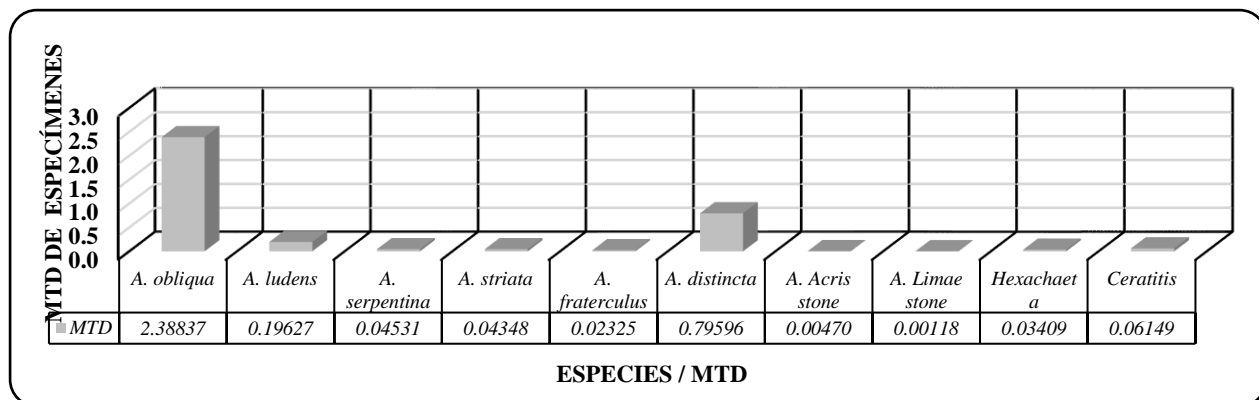 MTD DE ESPECÍMENES
3.0
2.5
2.0
1.5
1.0
0.5
0.0
A. obliqua A. ludens A. serpentina A. striata A. fraterculus A. distincta A. Acris stone A. Limae stone Hexachaeta Ceratitis
MTD 2.38837 0.19627 0.04531 0.04348 0.02325 0.79596 0.00470 0.00118 0.03409 0.06149
ESPECIES / MTD